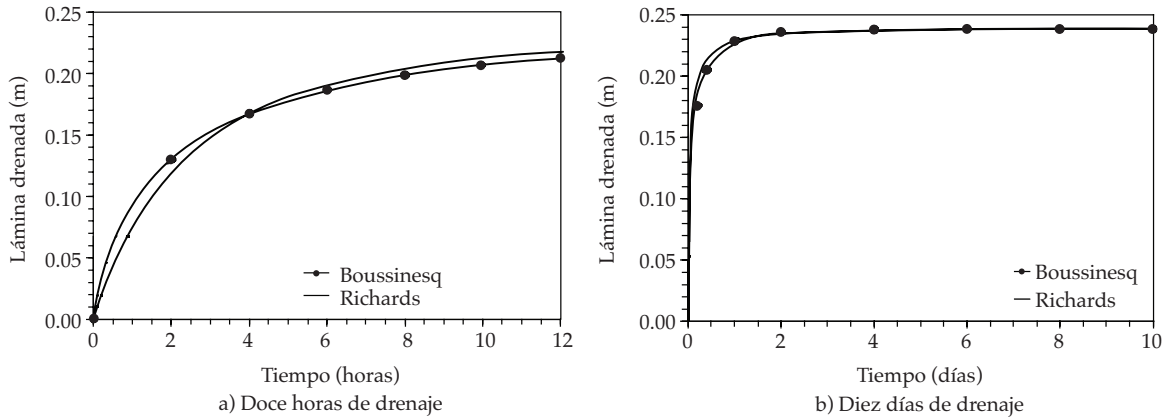 0.25
0.20
0.15
0.10
0.05
0.00
Lámina drenada (m)
Boussinesq
Richards
0 2 4 6 8 10 12
Tiempo (horas)
a) Doce horas de drenaje
0.25
0.20
0.15
0.10
0.05
0.00
Lámina drenada (m)
Boussinesq
Richards
0 2 4 6 8 10
Tiempo (días)
b) Diez días de drenaje